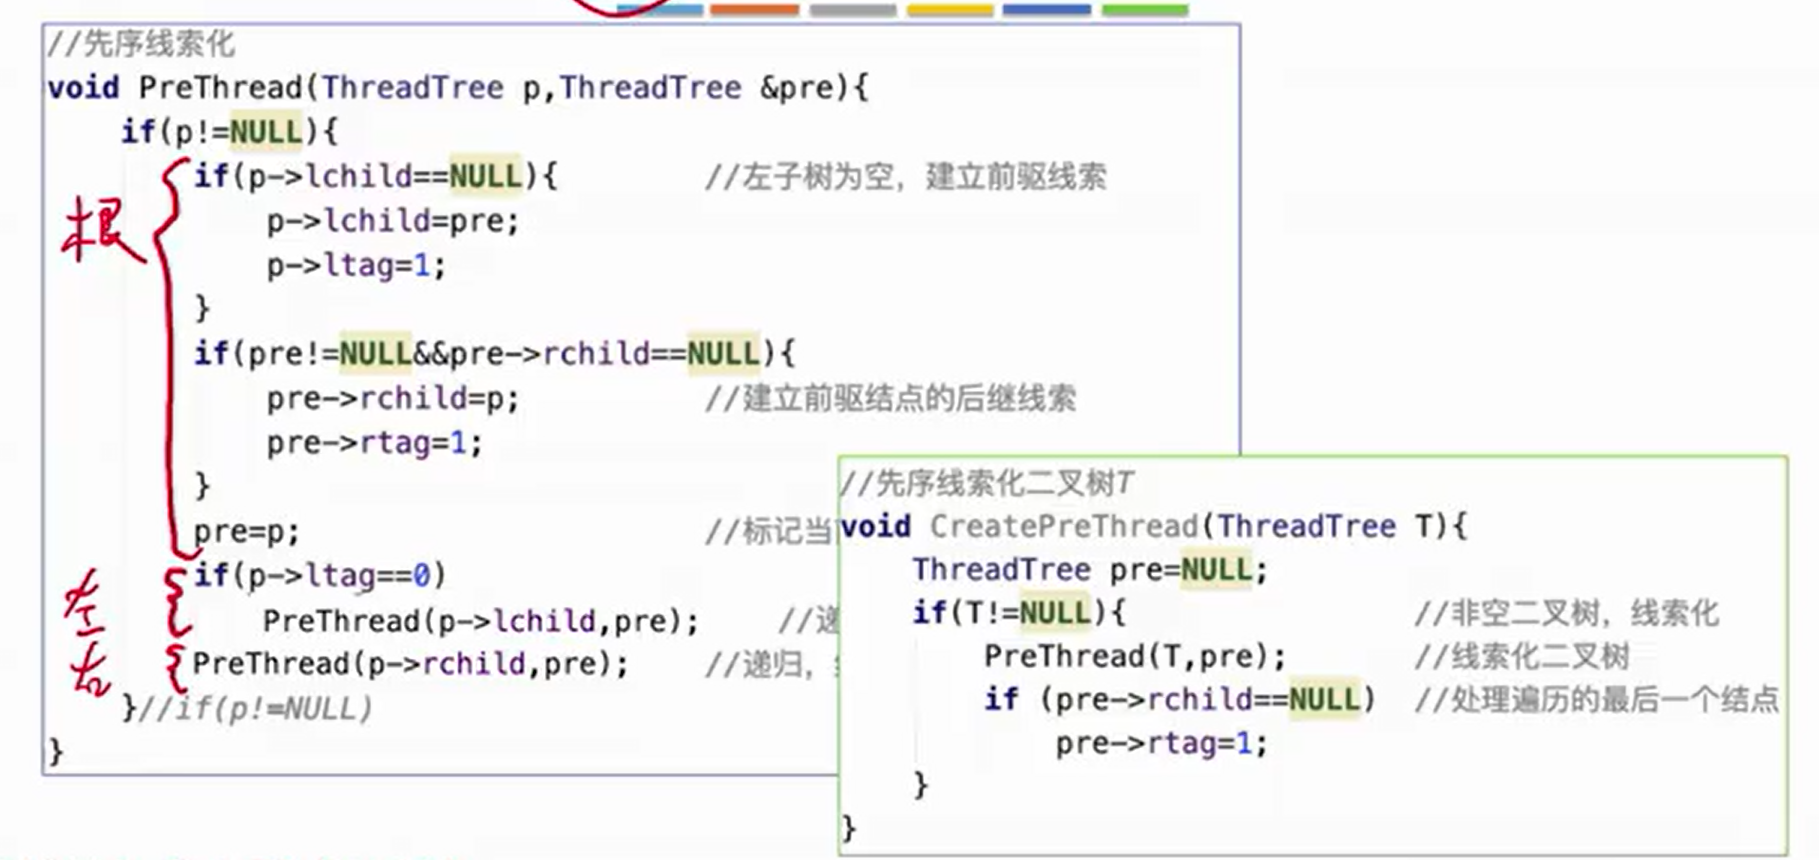 //先序线索化
void PreThread(ThreadTree p,ThreadTree &pre){
if(p!=NULL){
if(p->lchild==NULL){ //左子树为空，建立前驱线索
根
p->lchild=pre;
p->ltag=1;
}
if(pre!=NULL&&pre->rchild==NULL){
pre->rchild=p; //建立前驱结点的后继线索
pre->rtag=1;
}
pre=p; //标记当
左
if(p->ltag==0)
PreThread(p->lchild,pre); //递
右
PreThread(p->rchild,pre); //递归，
}//if(p!=NULL)
}
//先序线索化二叉树T
void CreatePreThread(ThreadTree T){
ThreadTree pre=NULL;
if(T!=NULL){ //非空二叉树，线索化
PreThread(T,pre); //线索化二叉树
if (pre->rchild==NULL) //处理遍历的最后一个结点
pre->rtag=1;
}
}